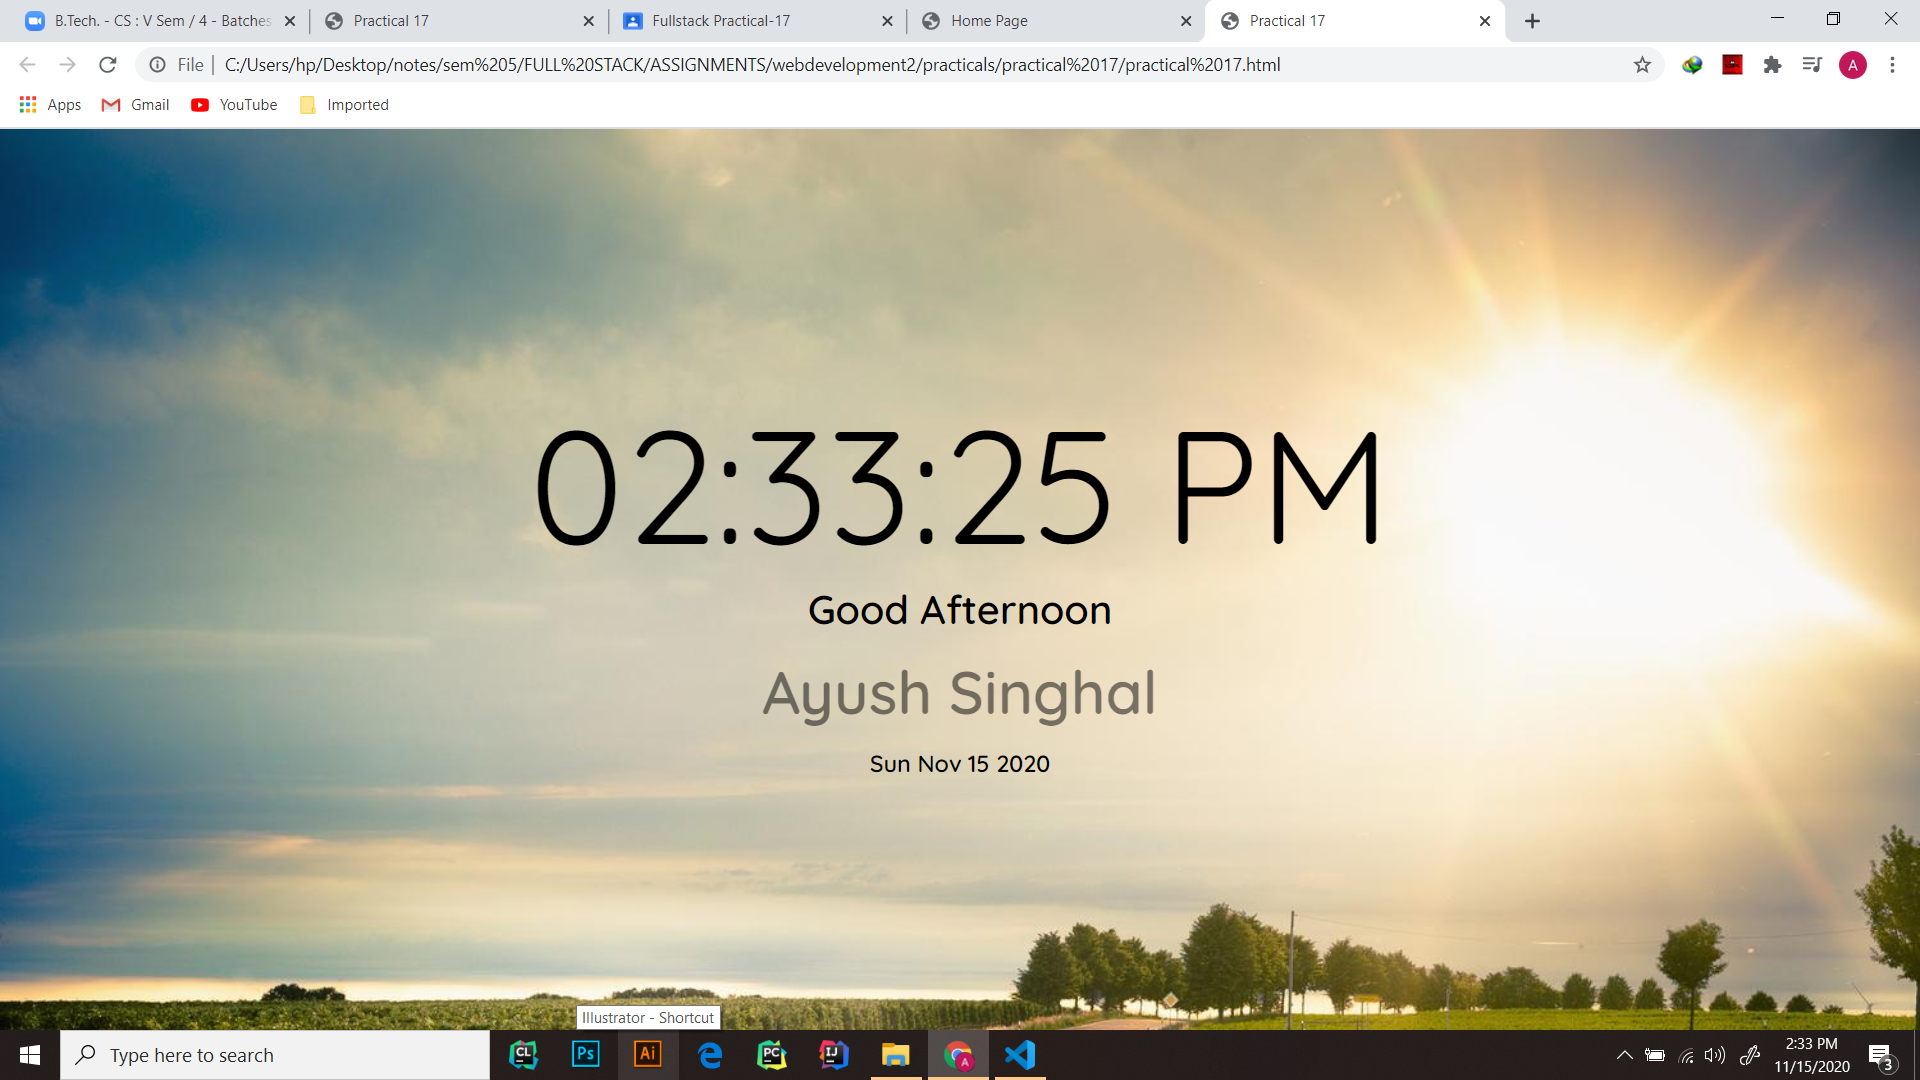 B.Tech. - CS : V Sem / 4 - Batches
Practical 17
Fullstack Practical-17
Home Page
Practical 17
File
C:/Users/hp/Desktop/notes/sem%205/FULL%20STACK/ASSIGNMENTS/webdevelopment2/practicals/practical%2017/practical%2017.html
A
Apps
Gmail
YouTube
Imported
02:33:25 PM
Good Afternoon
Ayush Singhal
Sun Nov 15 2020
Illustrator - Shortcut
Type here to search
CL
Ps
Ai
PC
IJ
A
2:33 PM
11/15/2020
3